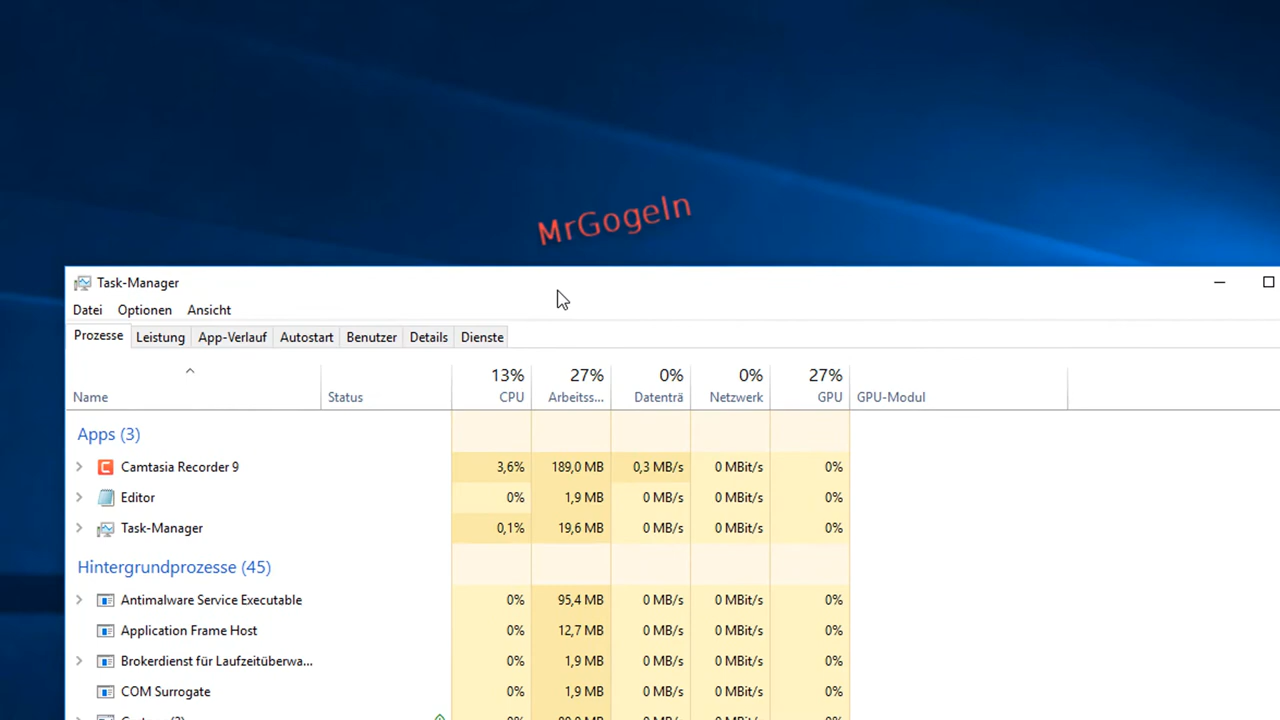 MrGogeln
Task-Manager
Datei Optionen Ansicht
Prozesse Leistung App-Verlauf Autostart Benutzer Details Dienste
13% 27% 0% 0% 27%
Name Status CPU Arbeitss... Datenträ Netzwerk GPU GPU-Modul
Apps (3)
Camtasia Recorder 9 3,6% 189,0 MB 0,3 MB/s 0 MBit/s 0%
Editor 0% 1,9 MB 0 MB/s 0 MBit/s 0%
Task-Manager 0,1% 19,6 MB 0 MB/s 0 MBit/s 0%
Hintergrundprozesse (45)
Antimalware Service Executable 0% 95,4 MB 0 MB/s 0 MBit/s 0%
Application Frame Host 0% 12,7 MB 0 MB/s 0 MBit/s 0%
Brokerdienst für Laufzeitüberwa... 0% 1,9 MB 0 MB/s 0 MBit/s 0%
COM Surrogate 0% 1,9 MB 0 MB/s 0 MBit/s 0%